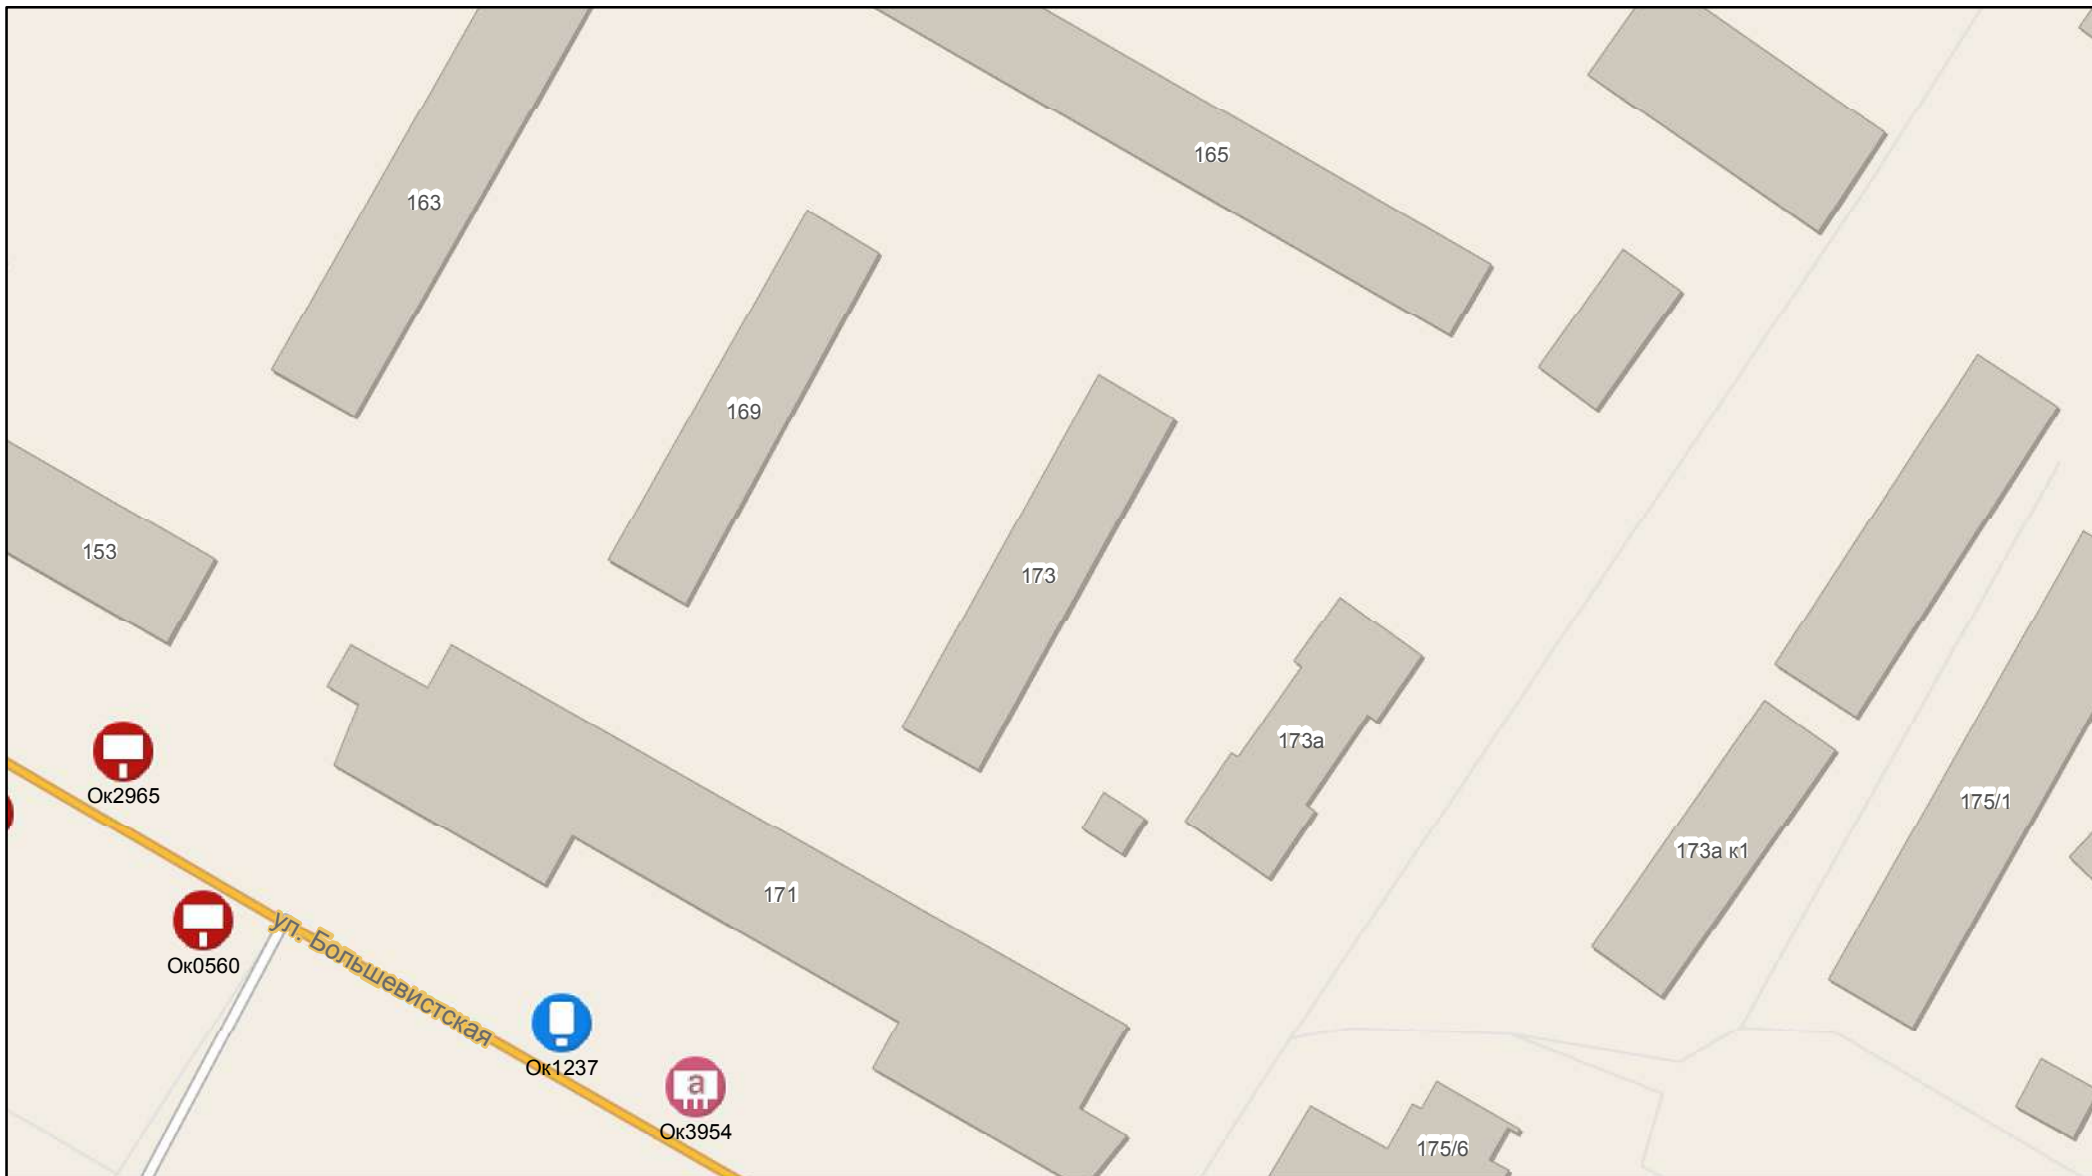 165
163
169
153
173
173а
Ок2965
175/1
173а к1
171
ул. Большевистская
Ок0560
Ок1237
а
Ок3954
175/6